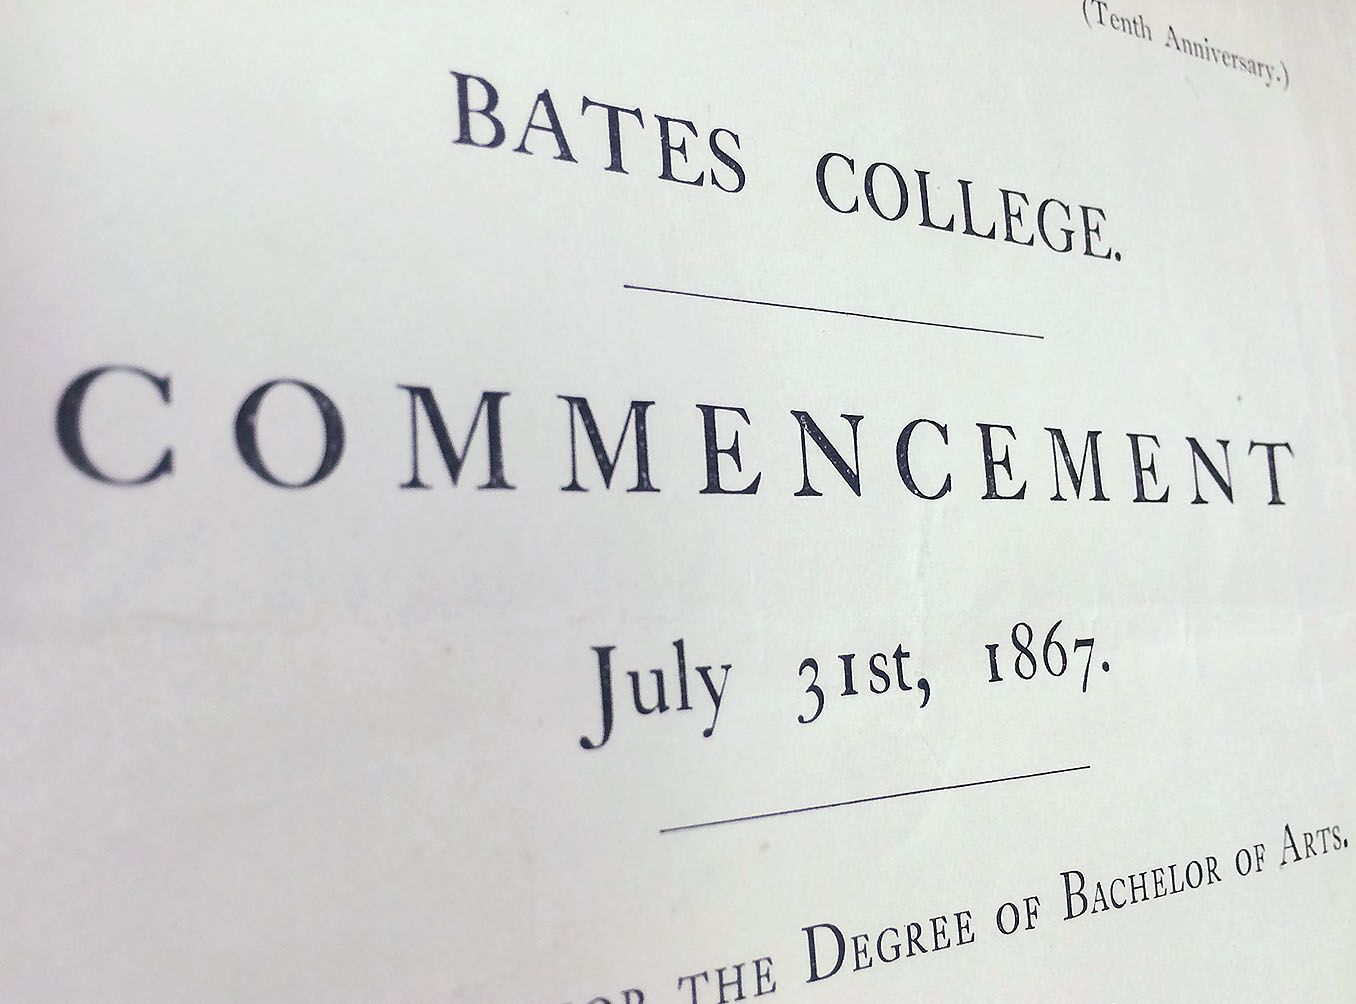 (Tenth Anniversary.)
BATES COLLEGE.
COMMENCEMENT
July 31st, 1867.
THE DEGREE OF BACHELOR OF ARTS.